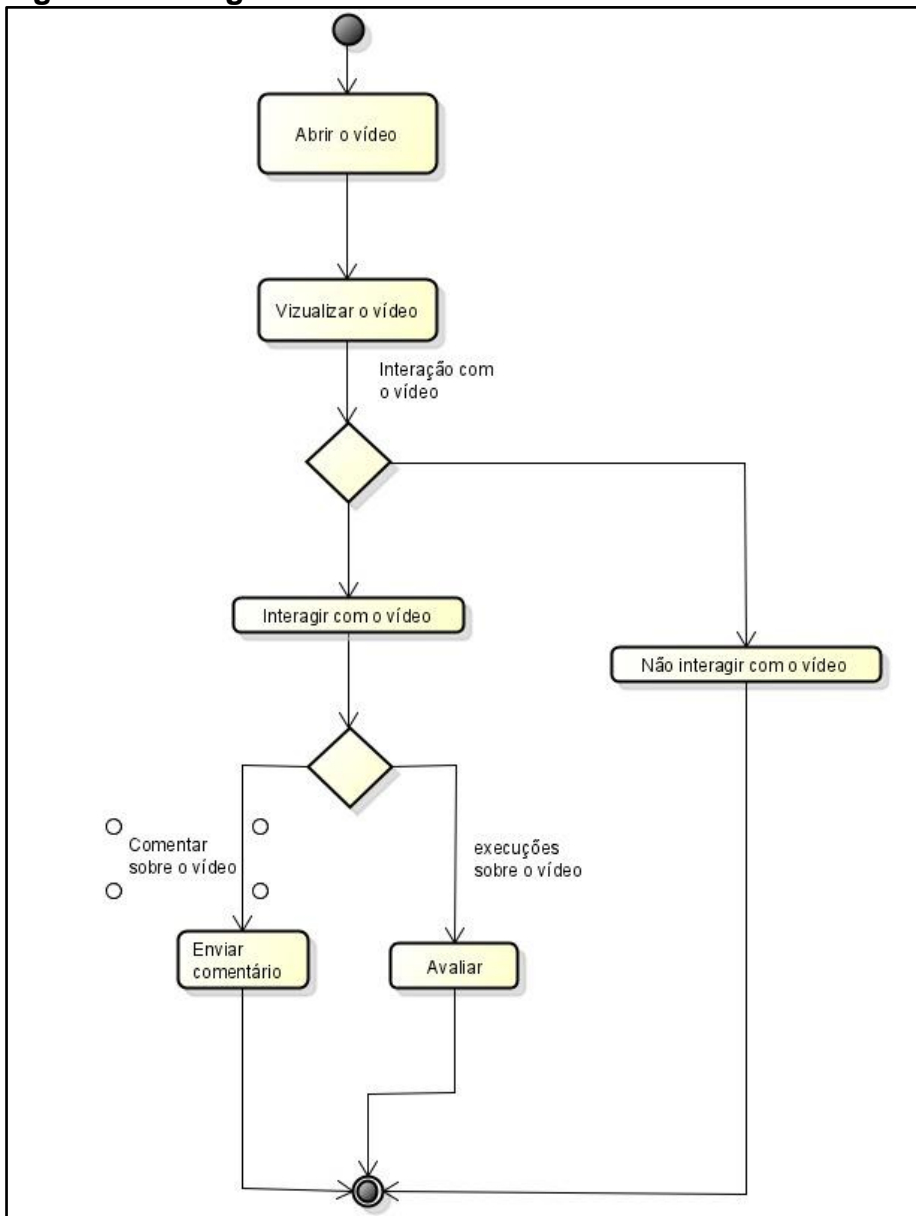 Abrir o vídeo
Vizualizar o vídeo
Interação com
o vídeo
Interagir com o vídeo
Não interagir com o vídeo
Comentar
sobre o vídeo
execuções
sobre o vídeo
Enviar
comentário
Avaliar